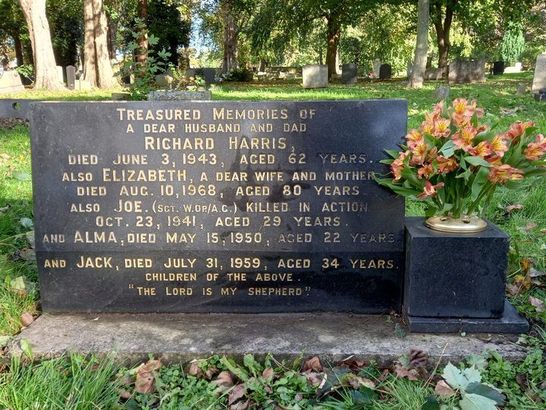 TREASURED MEMORIES OF
A DEAR HUSBAND AND DAD
RICHARD HARRIS,
DIED JUNE 3, 1943, AGED 62 YEARS.
ALSO ELIZABETH, A DEAR WIFE AND MOTHER
DIED AUG. 10, 1968, AGED 80 YEARS
ALSO JOE. (SGT. W.OP/A.G.) KILLED IN ACTION
OCT. 23, 1941, AGED 29 YEARS.
AND ALMA, DIED MAY 15, 1950, AGED 22 YEARS
AND JACK, DIED JULY 31, 1959, AGED 34 YEARS.
CHILDREN OF THE ABOVE.
"THE LORD IS MY SHEPHERD".